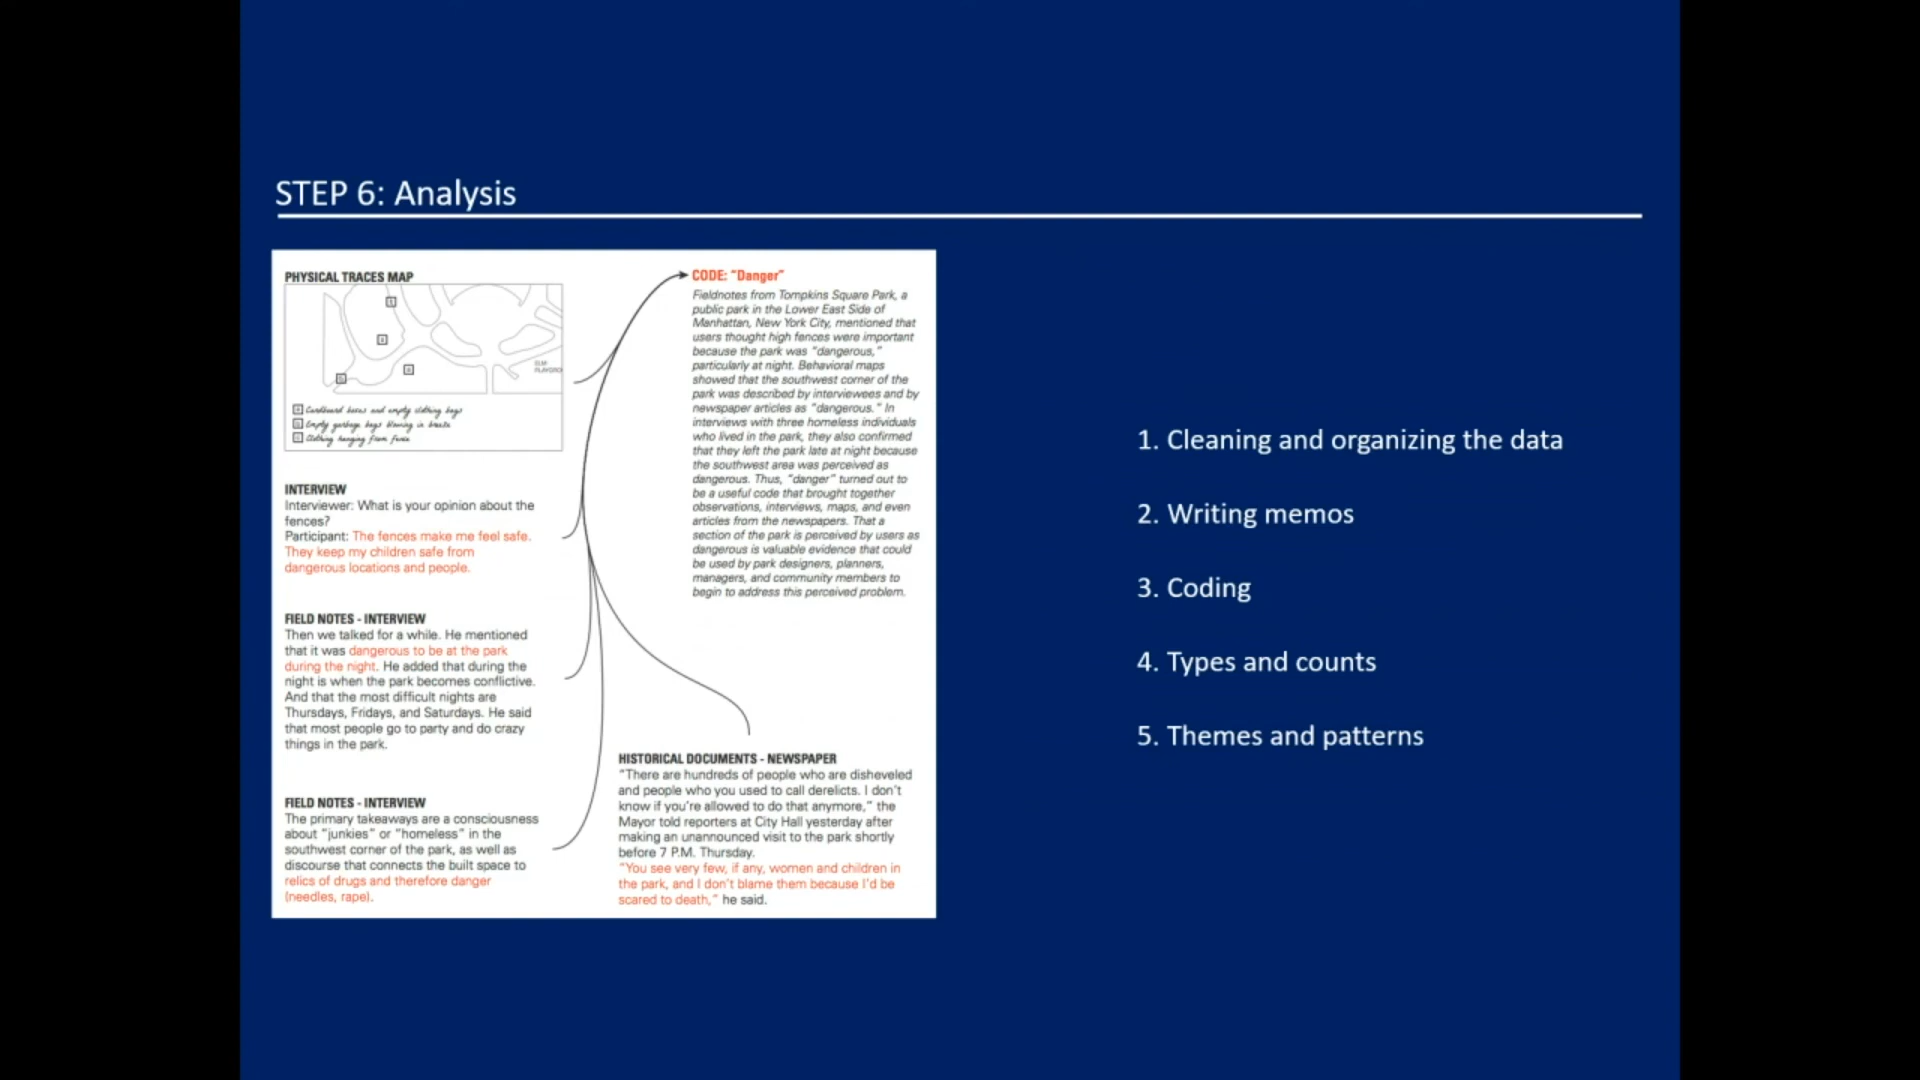 STEP 6: Analysis
PHYSICAL TRACES MAP
ELM
Cardboard boxes and empty clothing bags
Empty garbage bags blowing in breeze
Clothing hanging from fence
INTERVIEW
Interviewer: What is your opinion about the
fences?
Participant: The fences make me feel safe.
They keep my children safe from
dangerous locations and people.
FIELD NOTES - INTERVIEW
Then we talked for a while. He mentioned
that it was dangerous to be at the park
during the night. He added that during the
night is when the park becomes conflictive.
And that the most difficult nights are
Thursdays, Fridays, and Saturdays. He said
that most people go to party and do crazy
things in the park.
FIELD NOTES - INTERVIEW
The primary takeaways are a consciousness
about "junkies" or "homeless" in the
southwest corner of the park, as well as
discourse that connects the built space to
relics of drugs and therefore danger
(needles, rape).
CODE: "Danger"
Fieldnotes from Tompkins Square Park, a
public park in the Lower East Side of
Manhattan, New York City, mentioned that
users thought high fences were important
because the park was "dangerous,"
particularly at night. Behavioral maps
showed that the southwest corner of the
park was described by interviewees and by
newspaper articles as "dangerous." In
interviews with three homeless individuals
who lived in the park, they also confirmed
that they left the park late at night because
the southwest area was perceived as
dangerous. Thus, "danger" turned out to
be a useful code that brought together
observations, interviews, maps, and even
articles from the newspapers. That a
section of the park is perceived by users as
dangerous is valuable evidence that could
be used by park designers, planners,
managers, and community members to
begin to address this perceived problem.
HISTORICAL DOCUMENTS - NEWSPAPER
"There are hundreds of people who are disheveled
and people who you used to call derelicts. I don't
know if you're allowed to do that anymore," the
Mayor told reporters at City Hall yesterday after
making an unannounced visit to the park shortly
before 7 P.M. Thursday.
"You see very few, if any, women and children in
the park, and I don't blame them because I'd be
scared to death," he said.
1. Cleaning and organizing the data
2. Writing memos
3. Coding
4. Types and counts
5. Themes and patterns